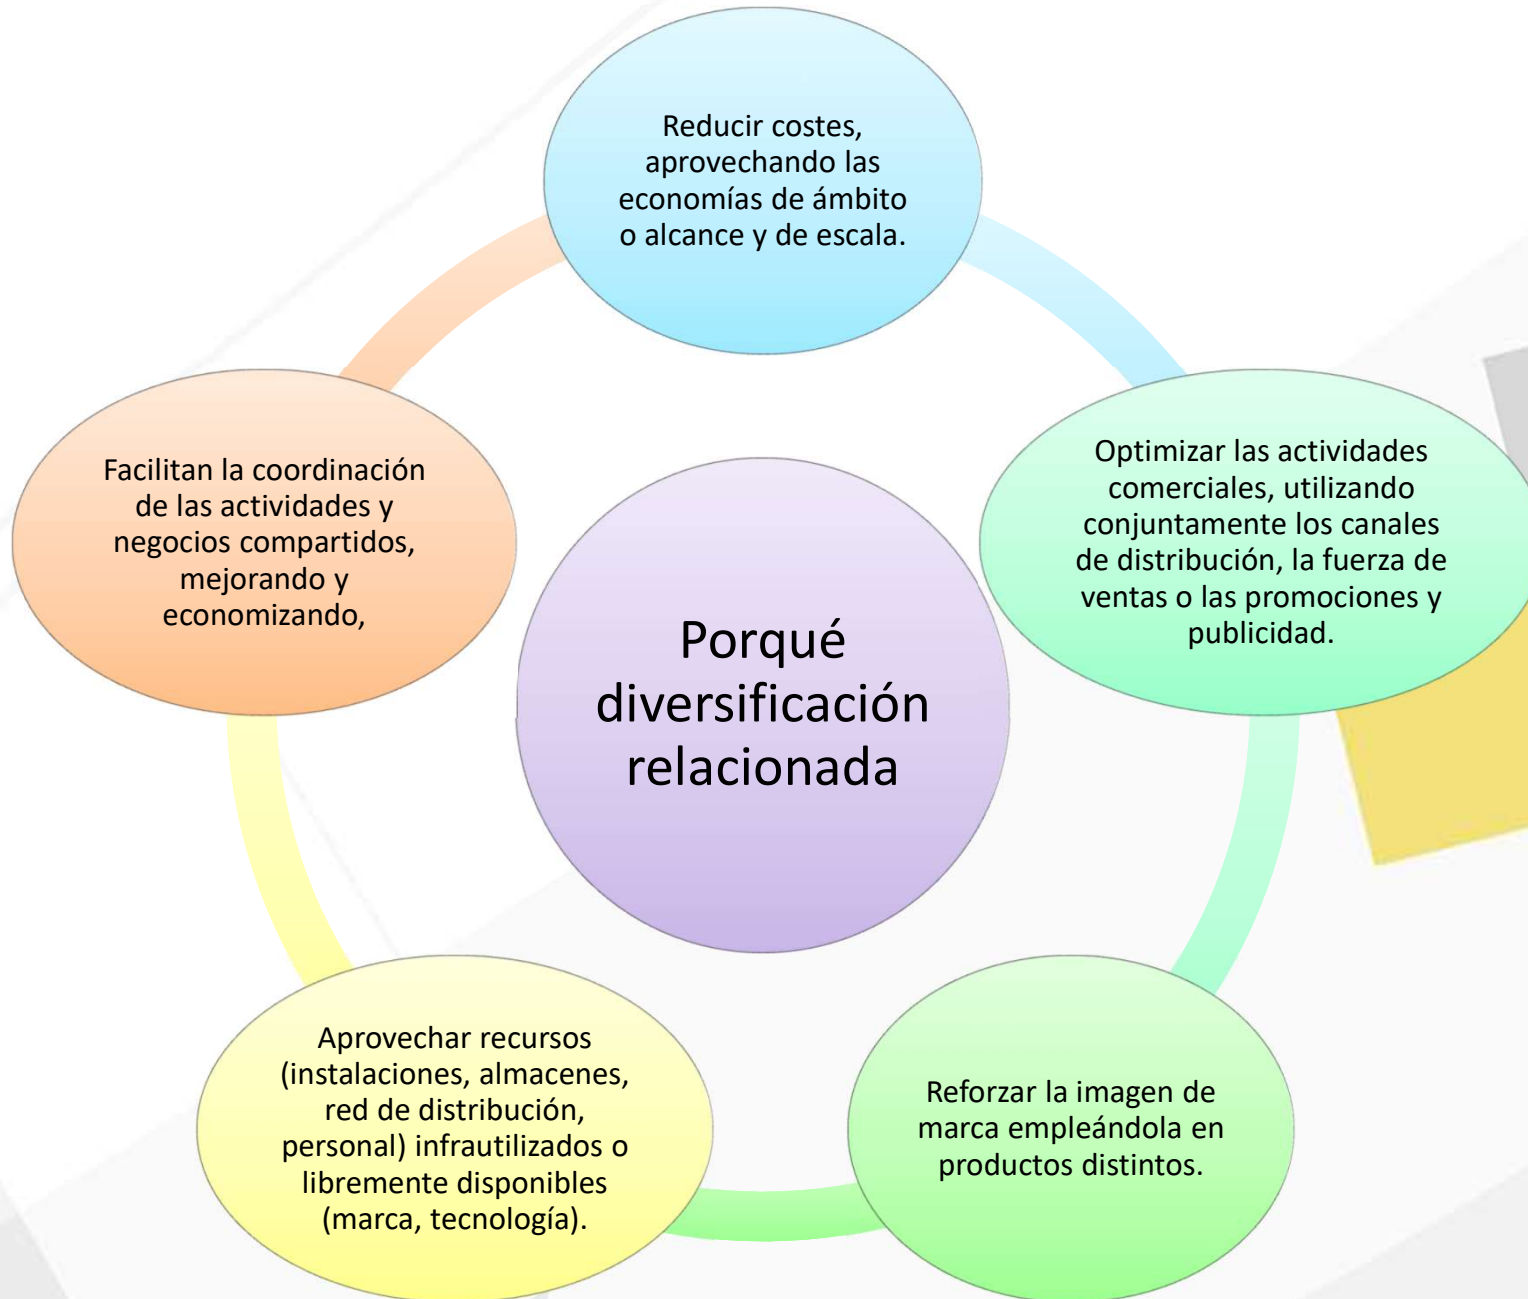 Reducir costes,
aprovechando las
economías de ámbito
o alcance y de escala.
Optimizar las actividades
comerciales, utilizando
conjuntamente los canales
de distribución, la fuerza de
ventas o las promociones y
publicidad.
Reforzar la imagen de
marca empleándola en
productos distintos.
Aprovechar recursos
(instalaciones, almacenes,
red de distribución,
personal) infrautilizados o
libremente disponibles
(marca, tecnología).
Facilitan la coordinación
de las actividades y
negocios compartidos,
mejorando y
economizando,
Porqué
diversificación
relacionada